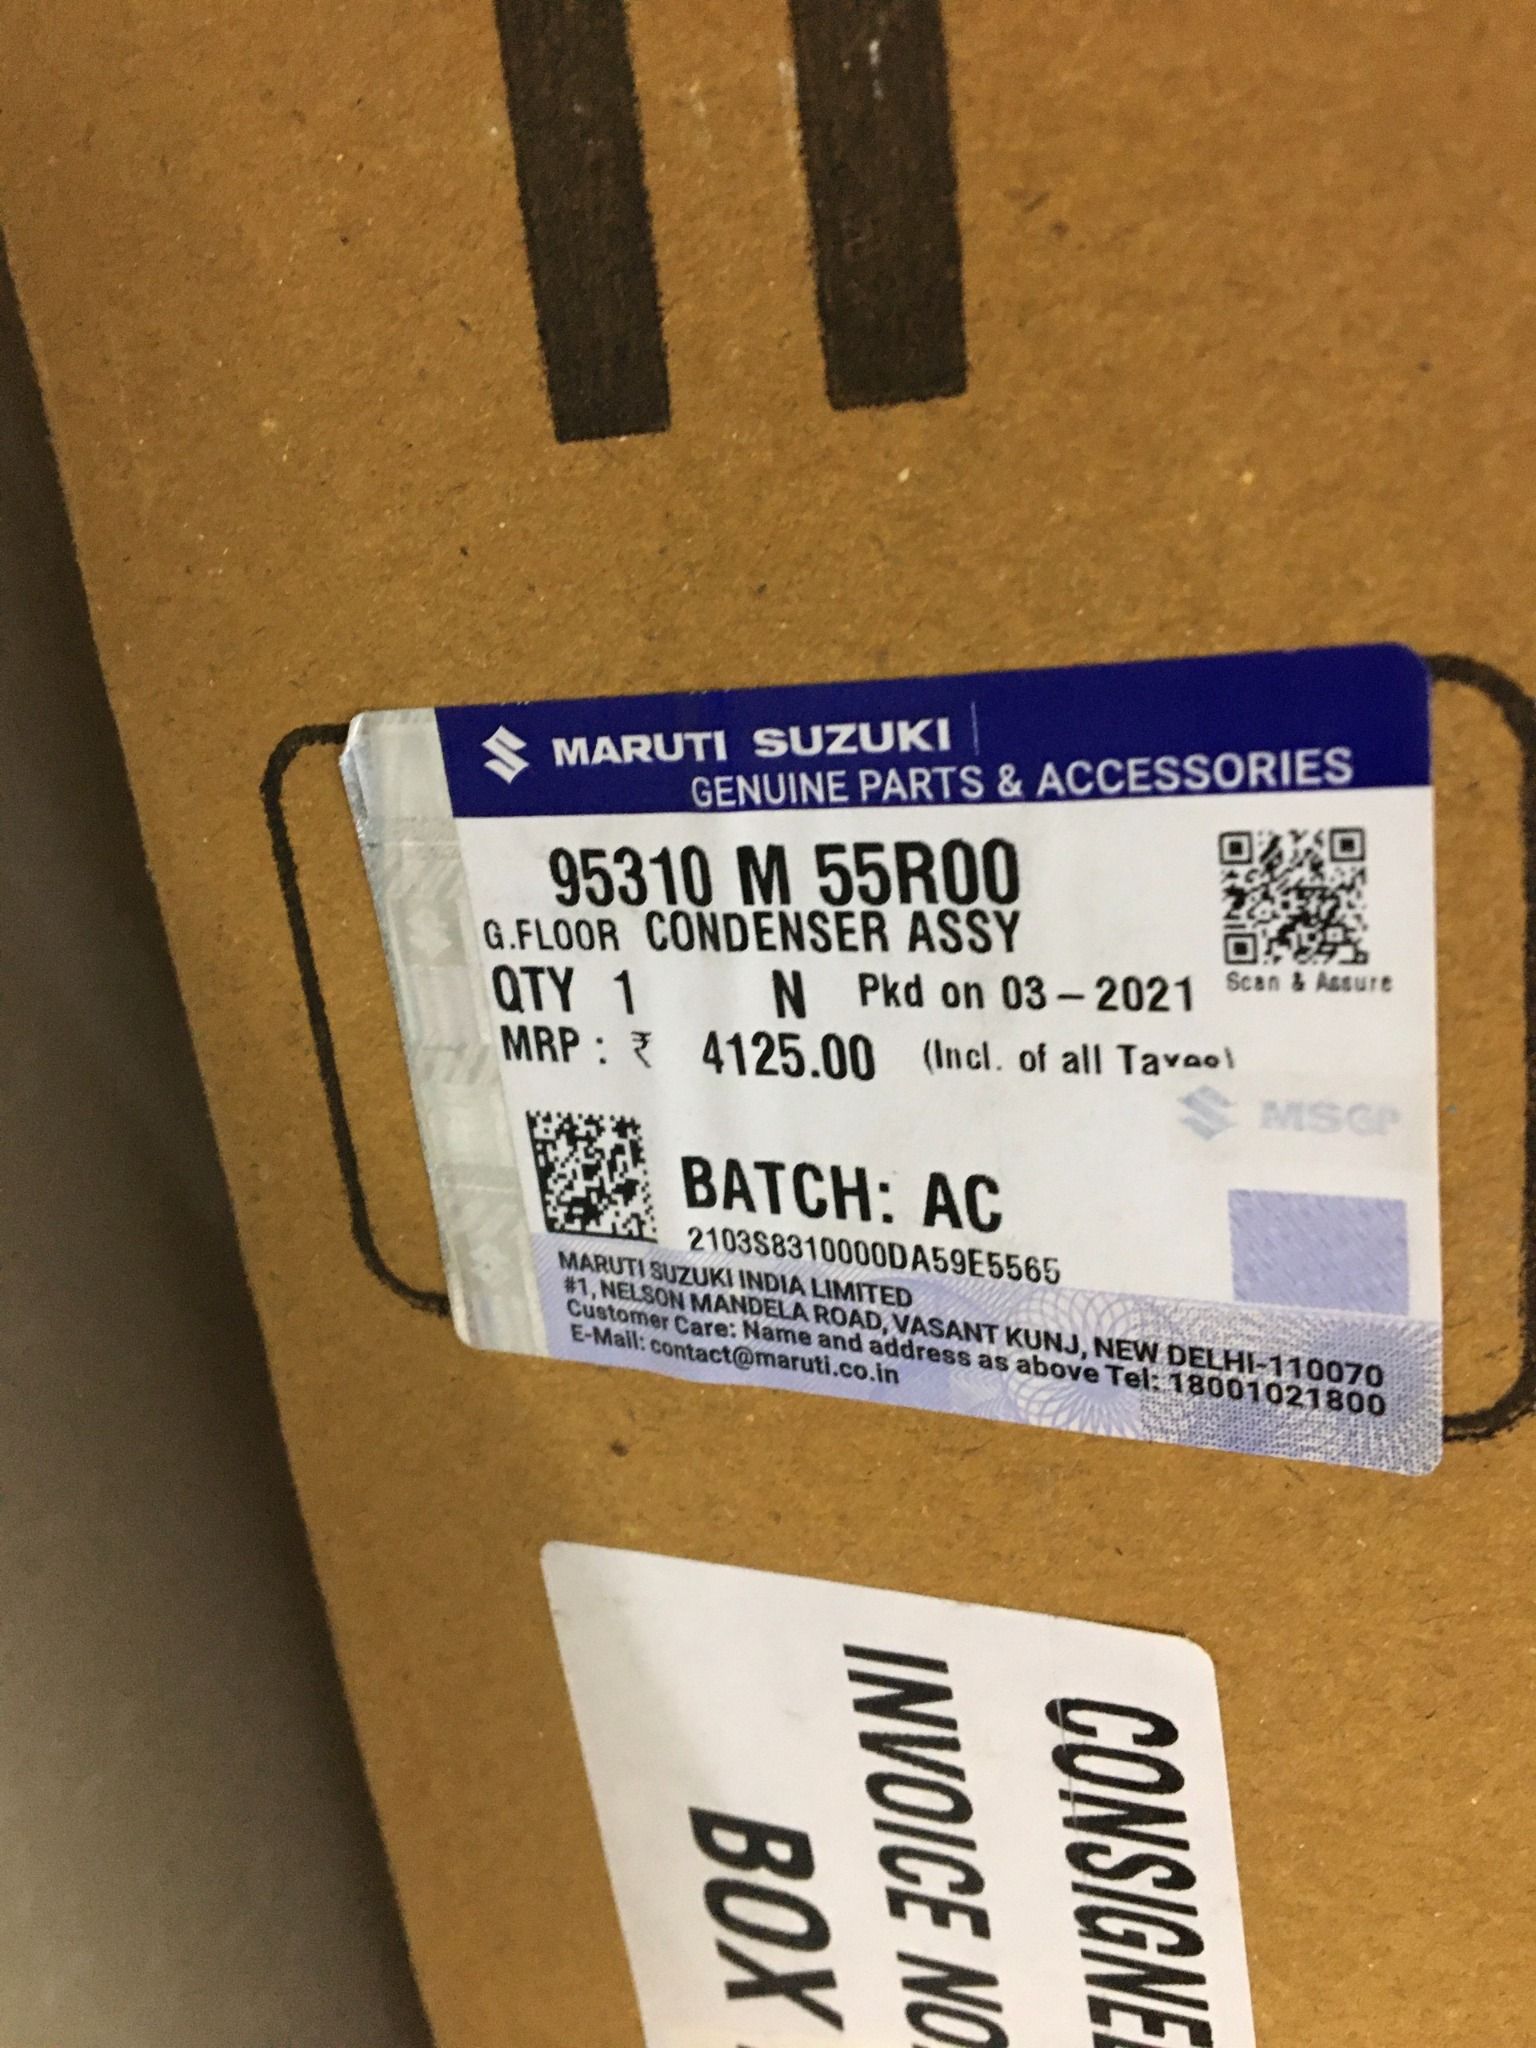 MARUTI SUZUKI
GENUINE PARTS & ACCESSORIES
95310 M 55R00
G.FLOOR CONDENSER ASSY
QTY 1 N Pkd on 03-2021
Scan & Assure
MRP : ₹ 4125.00 (Incl. of all
MSGP
BATCH: AC
2103S8310000DA59E5565
MARUTI SUZUKI INDIA LIMITED
#1, NELSON MANDELA ROAD, VASANT KUNJ, NEW DELHI-110070
Customer Care: Name and address as above Tel: 18001021800
E-Mail: contact@maruti.co.in
CONSIGNE
INVOICE NO
BOX